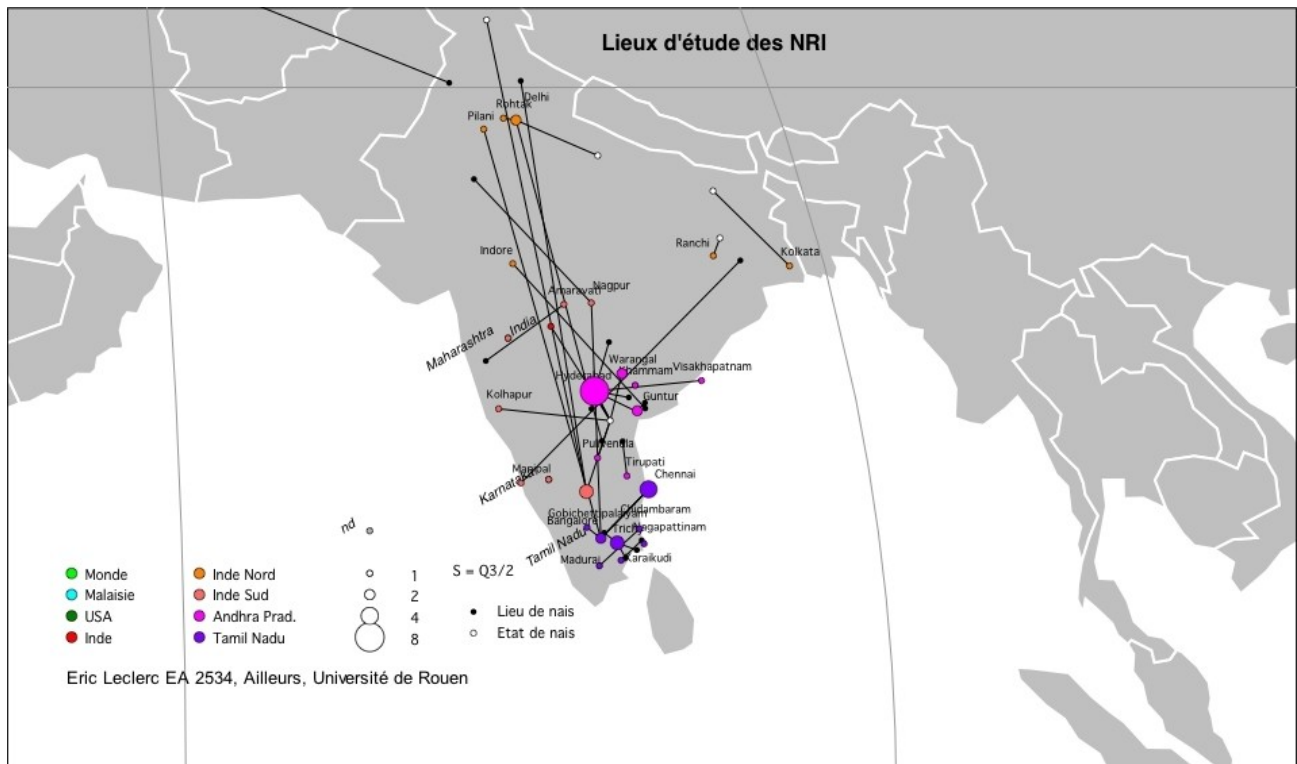 Lieux d'étude des NRI
Delhi
Rohtak
Pilani
Ranchi
Kolkata
Indore
Amaravati
Nagpur
India
Maharashtra
Warangal
Khammam
Visakhapatnam
Hyderabad
Guntur
Kolhapur
Pulivendla
Tirupati
Manipal
Karnataka
Chennai
Chidambaram
Gobichettipalaiyam
Bangalore
Trichy
Nagapattinam
Tamil Nadu
Madurai
Karaikudi
nd
Monde
Malaisie
USA
Inde
Inde Nord
Inde Sud
Andhra Prad.
Tamil Nadu
1
2
4
8
S = Q3/2
Lieu de nais
Etat de nais
Eric Leclerc EA 2534, Ailleurs, Université de Rouen